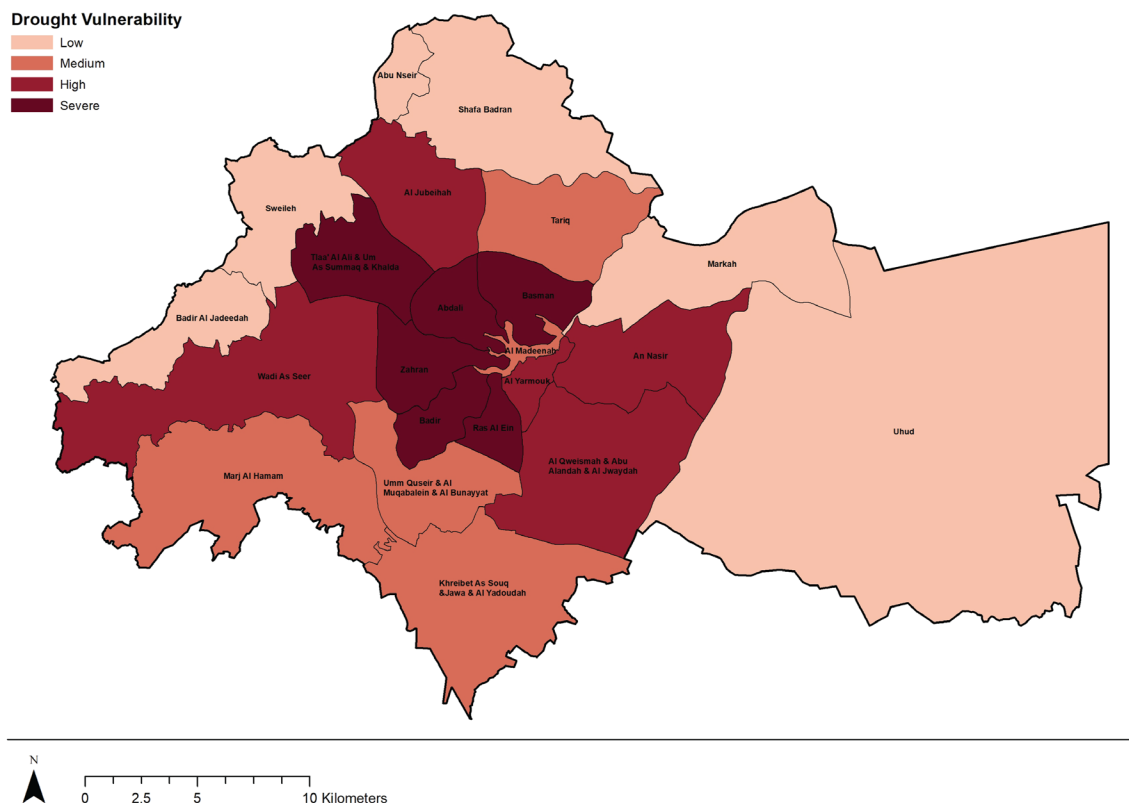 Drought Vulnerability
Low
Medium
High
Severe
Abu Nseir
Shafa Badran
Al Jubeihah
Sweileh
Tariq
Tlaa' Al Ali & Um
As Summaq & Khalda
Markah
Abdali
Basman
Badir Al Jadeedah
Al Madeenah
An Nasir
Zahran
Wadi As Seer
Al Yarmouk
Badir
Ras Al Ein
Uhud
Al Qweismah & Abu
Alandah & Al Jwaydah
Marj Al Hamam
Umm Quseir & Al
Muqabalein & Al Bunayyat
Khreibet As Souq
&Jawa & Al Yadoudah
N
0 2.5 5 10 Kilometers